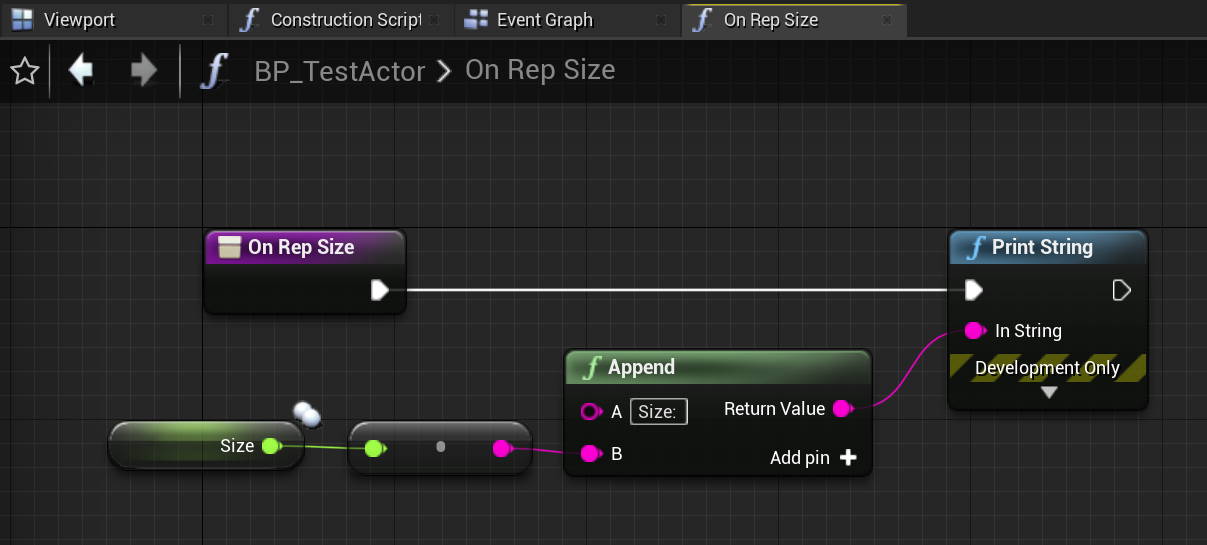 Viewport
Construction Script
Event Graph
On Rep Size
BP_TestActor > On Rep Size
On Rep Size
Print String
In String
Development Only
Append
A Size: Return Value
B Add pin
Size